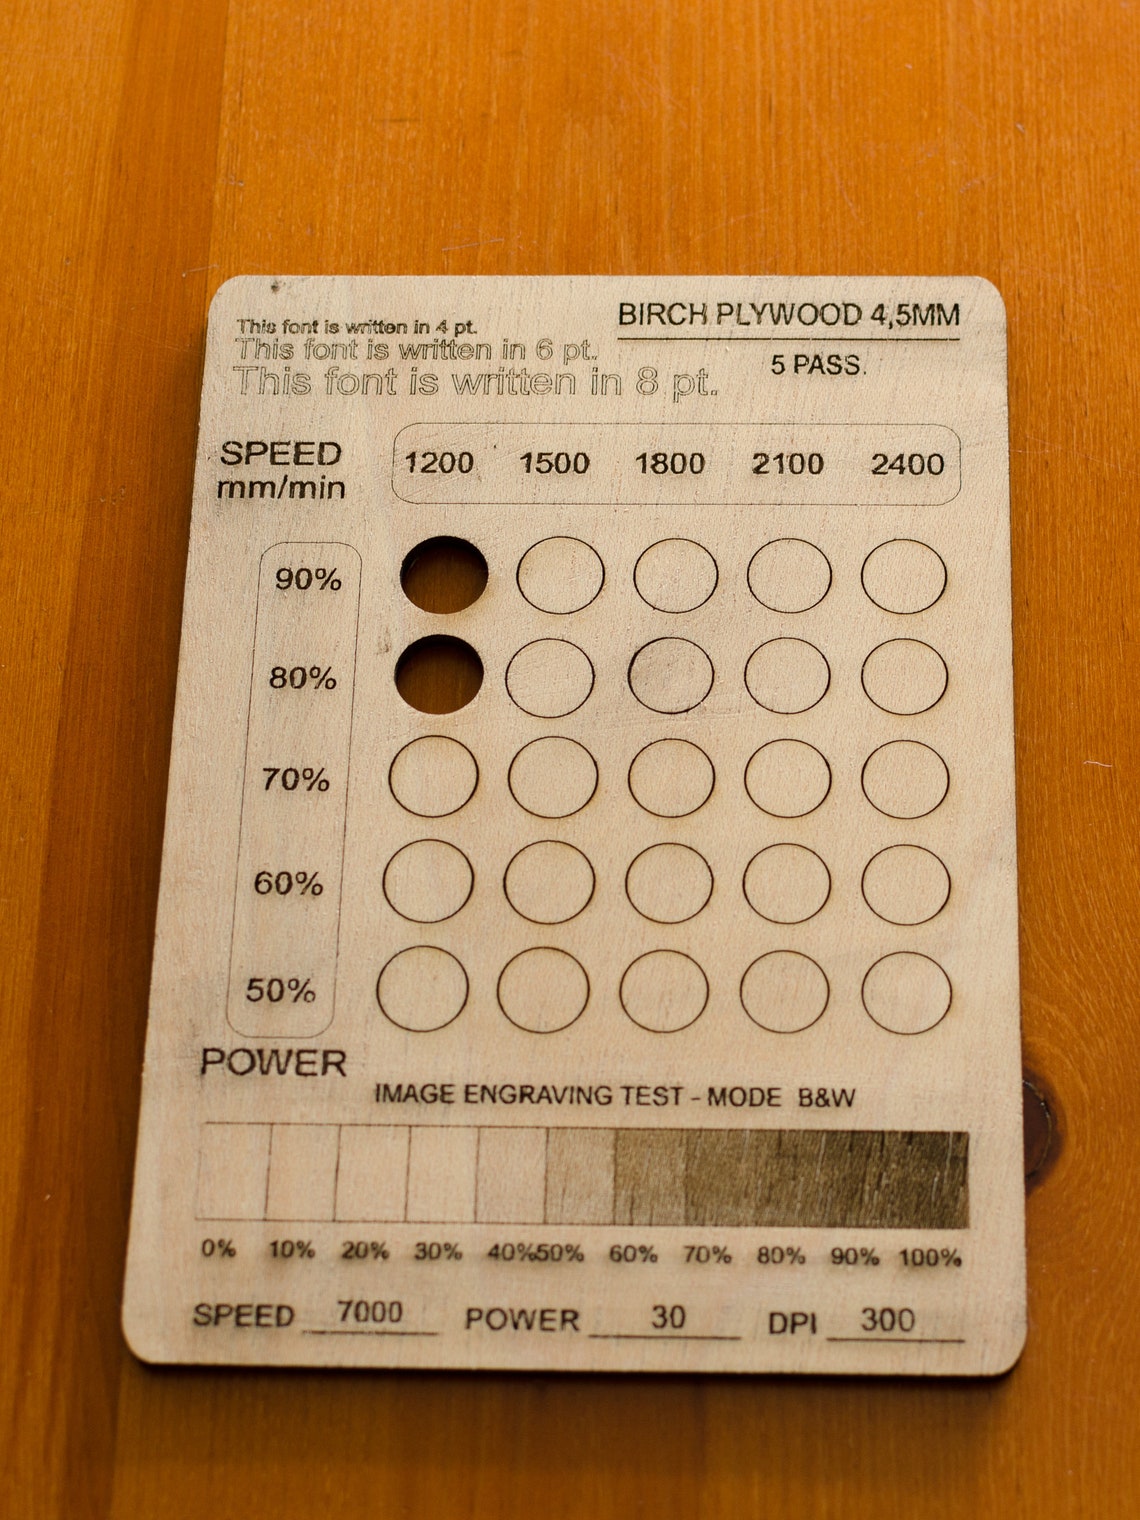 This font is written in 4 pt.
This font is written in 6 pt.
This font is written in 8 pt.
BIRCH PLYWOOD 4,5MM
5 PASS.
SPEED
mm/min
1200 1500 1800 2100 2400
90%
80%
70%
60%
50%
POWER
IMAGE ENGRAVING TEST - MODE B&W
0% 10% 20% 30% 40%50% 60% 70% 80% 90% 100%
SPEED 7000 POWER 30 DPI 300